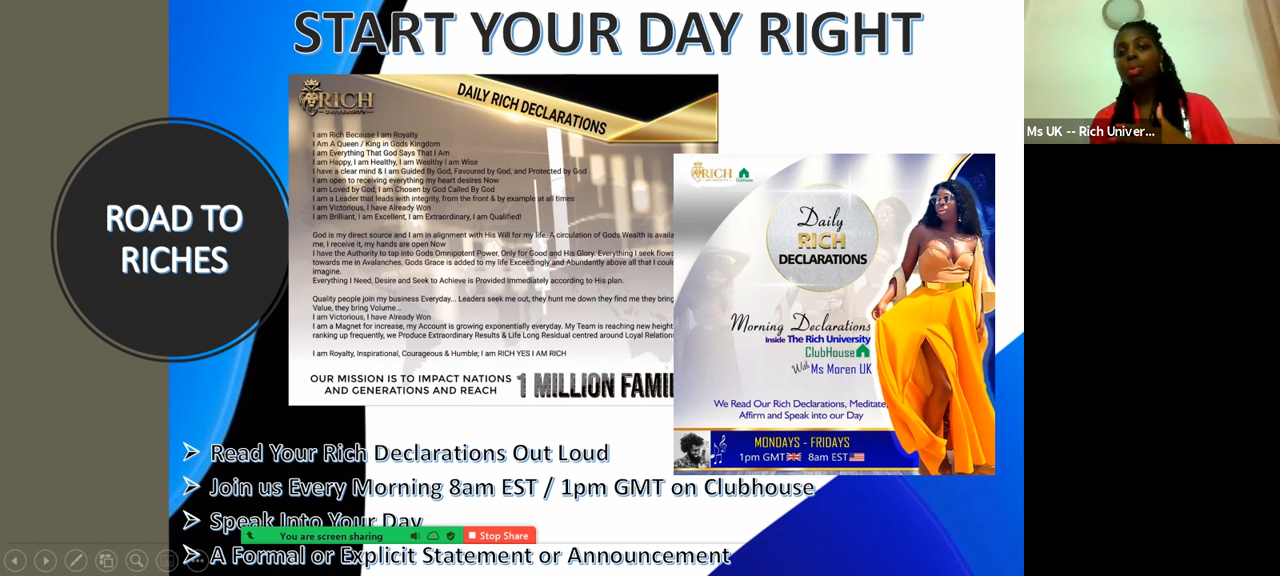 START YOUR DAY RIGHT
Ms UK -- Rich Univer...
ROAD TO
RICHES
RICH
DAILY RICH DECLARATIONS
I am Rich Because I am Royalty
I Am A Queen / King in Gods Kingdom
I am Everything That God Says That I Am
I am Happy, I am Healthy, I am Wealthy I am Wise
I have a clear mind & I am Guided By God, Favoured by God, and Protected by God
I am open to receiving everything my heart desires Now
I am Loved by God, I am Chosen by God Called By God
I am a Leader that leads with integrity, from the front & by example at all times
I am Victorious, I have Already Won
I am Brilliant, I am Excellent, I am Extraordinary, I am Qualified!
God is my direct source and I am in alignment with His Will for my life. A circulation of Gods Wealth is availa
me, I receive it, my hands are open Now
I have the Authority to tap into Gods Omnipotent Power, Only for Good and His Glory. Everything I seek flows
towards me in Avalanches. Gods Grace is added to my life Exceedingly and Abundantly above all that I could
imagine.
Everything I Need, Desire and Seek to Achieve is Provided Immediately according to His plan.
Quality people join my business Everyday... Leaders seek me out, they hunt me down they find me they bring
Value, they bring Volume...
I am Victorious, I have Already Won
I am a Magnet for increase, my Account is growing exponentially everyday. My Team is reaching new height
ranking up frequently, we Produce Extraordinary Results & Life Long Residual centred around Loyal Relation
I am Royalty, Inspirational, Courageous & Humble; I am RICH YES I AM RICH
OUR MISSION IS TO IMPACT NATIONS
AND GENERATIONS AND REACH
1 MILLION FAMI
RICH
Clubhouse
Daily
RICH
DECLARATIONS
Morning Declarations
Inside The Rich University
ClubHouse
With Ms Moren UK
We Read Our Rich Declarations, Meditate,
Affirm and Speak into our Day
MONDAYS - FRIDAYS
1pm GMT 8am EST
Read Your Rich Declarations Out Loud
Join us Every Morning 8am EST / 1pm GMT on Clubhouse
Speak Into Your Day
You are screen sharing
Stop Share
A Formal or Explicit Statement or Announcement